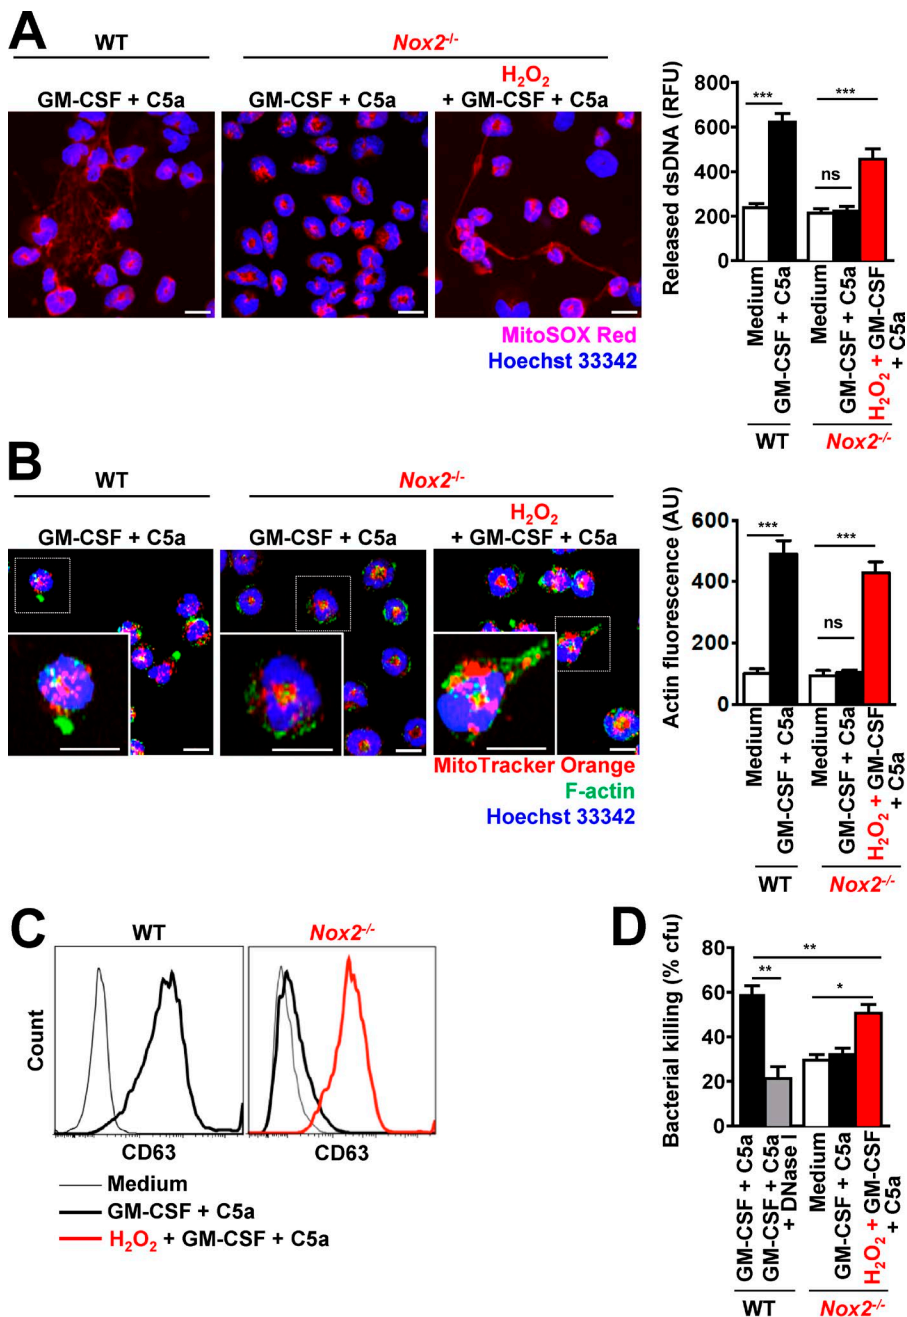 A
WT
Nox2-/-
H2O2
GM-CSF + C5a
GM-CSF + C5a
+ GM-CSF + C5a
MitoSOX Red
Hoechst 33342
Released dsDNA (RFU)
800
600
400
200
0
***
***
ns
Medium
GM-CSF + C5a
Medium
GM-CSF + C5a
H2O2 + GM-CSF
+ C5a
WT
Nox2-/-
B
WT
Nox2-/-
H2O2
GM-CSF + C5a
GM-CSF + C5a
+ GM-CSF + C5a
MitoTracker Orange
F-actin
Hoechst 33342
Actin fluorescence (AU)
600
400
200
0
***
***
ns
Medium
GM-CSF + C5a
Medium
GM-CSF + C5a
H2O2 + GM-CSF
+ C5a
WT
Nox2-/-
C
WT
Nox2-/-
Count
CD63
CD63
Medium
GM-CSF + C5a
H2O2 + GM-CSF + C5a
D
Bacterial killing (% cfu)
80
60
40
20
0
**
**
*
GM-CSF + C5a
GM-CSF + C5a
+ DNase I
Medium
GM-CSF + C5a
H2O2 + GM-CSF
+ C5a
WT
Nox2-/-